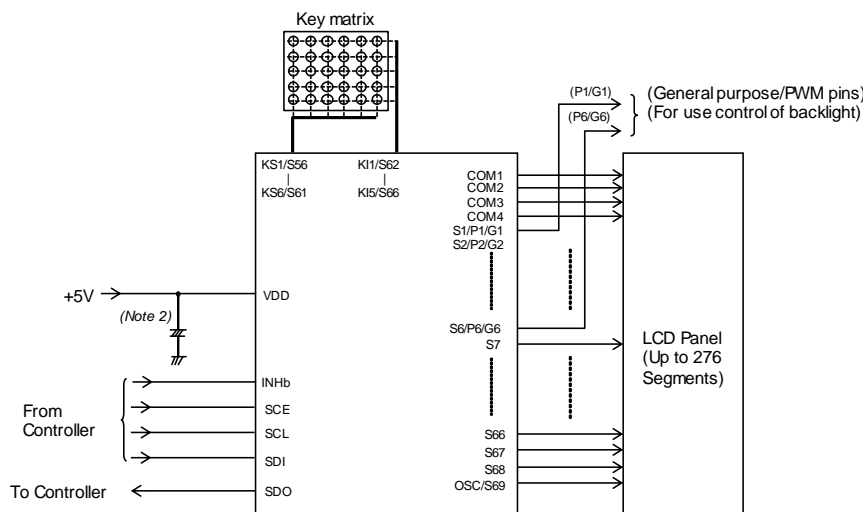 Key matrix
(P1/G1)
(P6/G6)
(General purpose/PWM pins)
(For use control of backlight)
KS1/S56
|
KS6/S61
KI1/S62
|
KI5/S66
COM1
COM2
COM3
COM4
S1/P1/G1
S2/P2/G2
+5V
(Note 2)
VDD
S6/P6/G6
S7
LCD Panel
(Up to 276
Segments)
From
Controller
INHb
SCE
SCL
SDI
To Controller
SDO
S66
S67
S68
OSC/S69